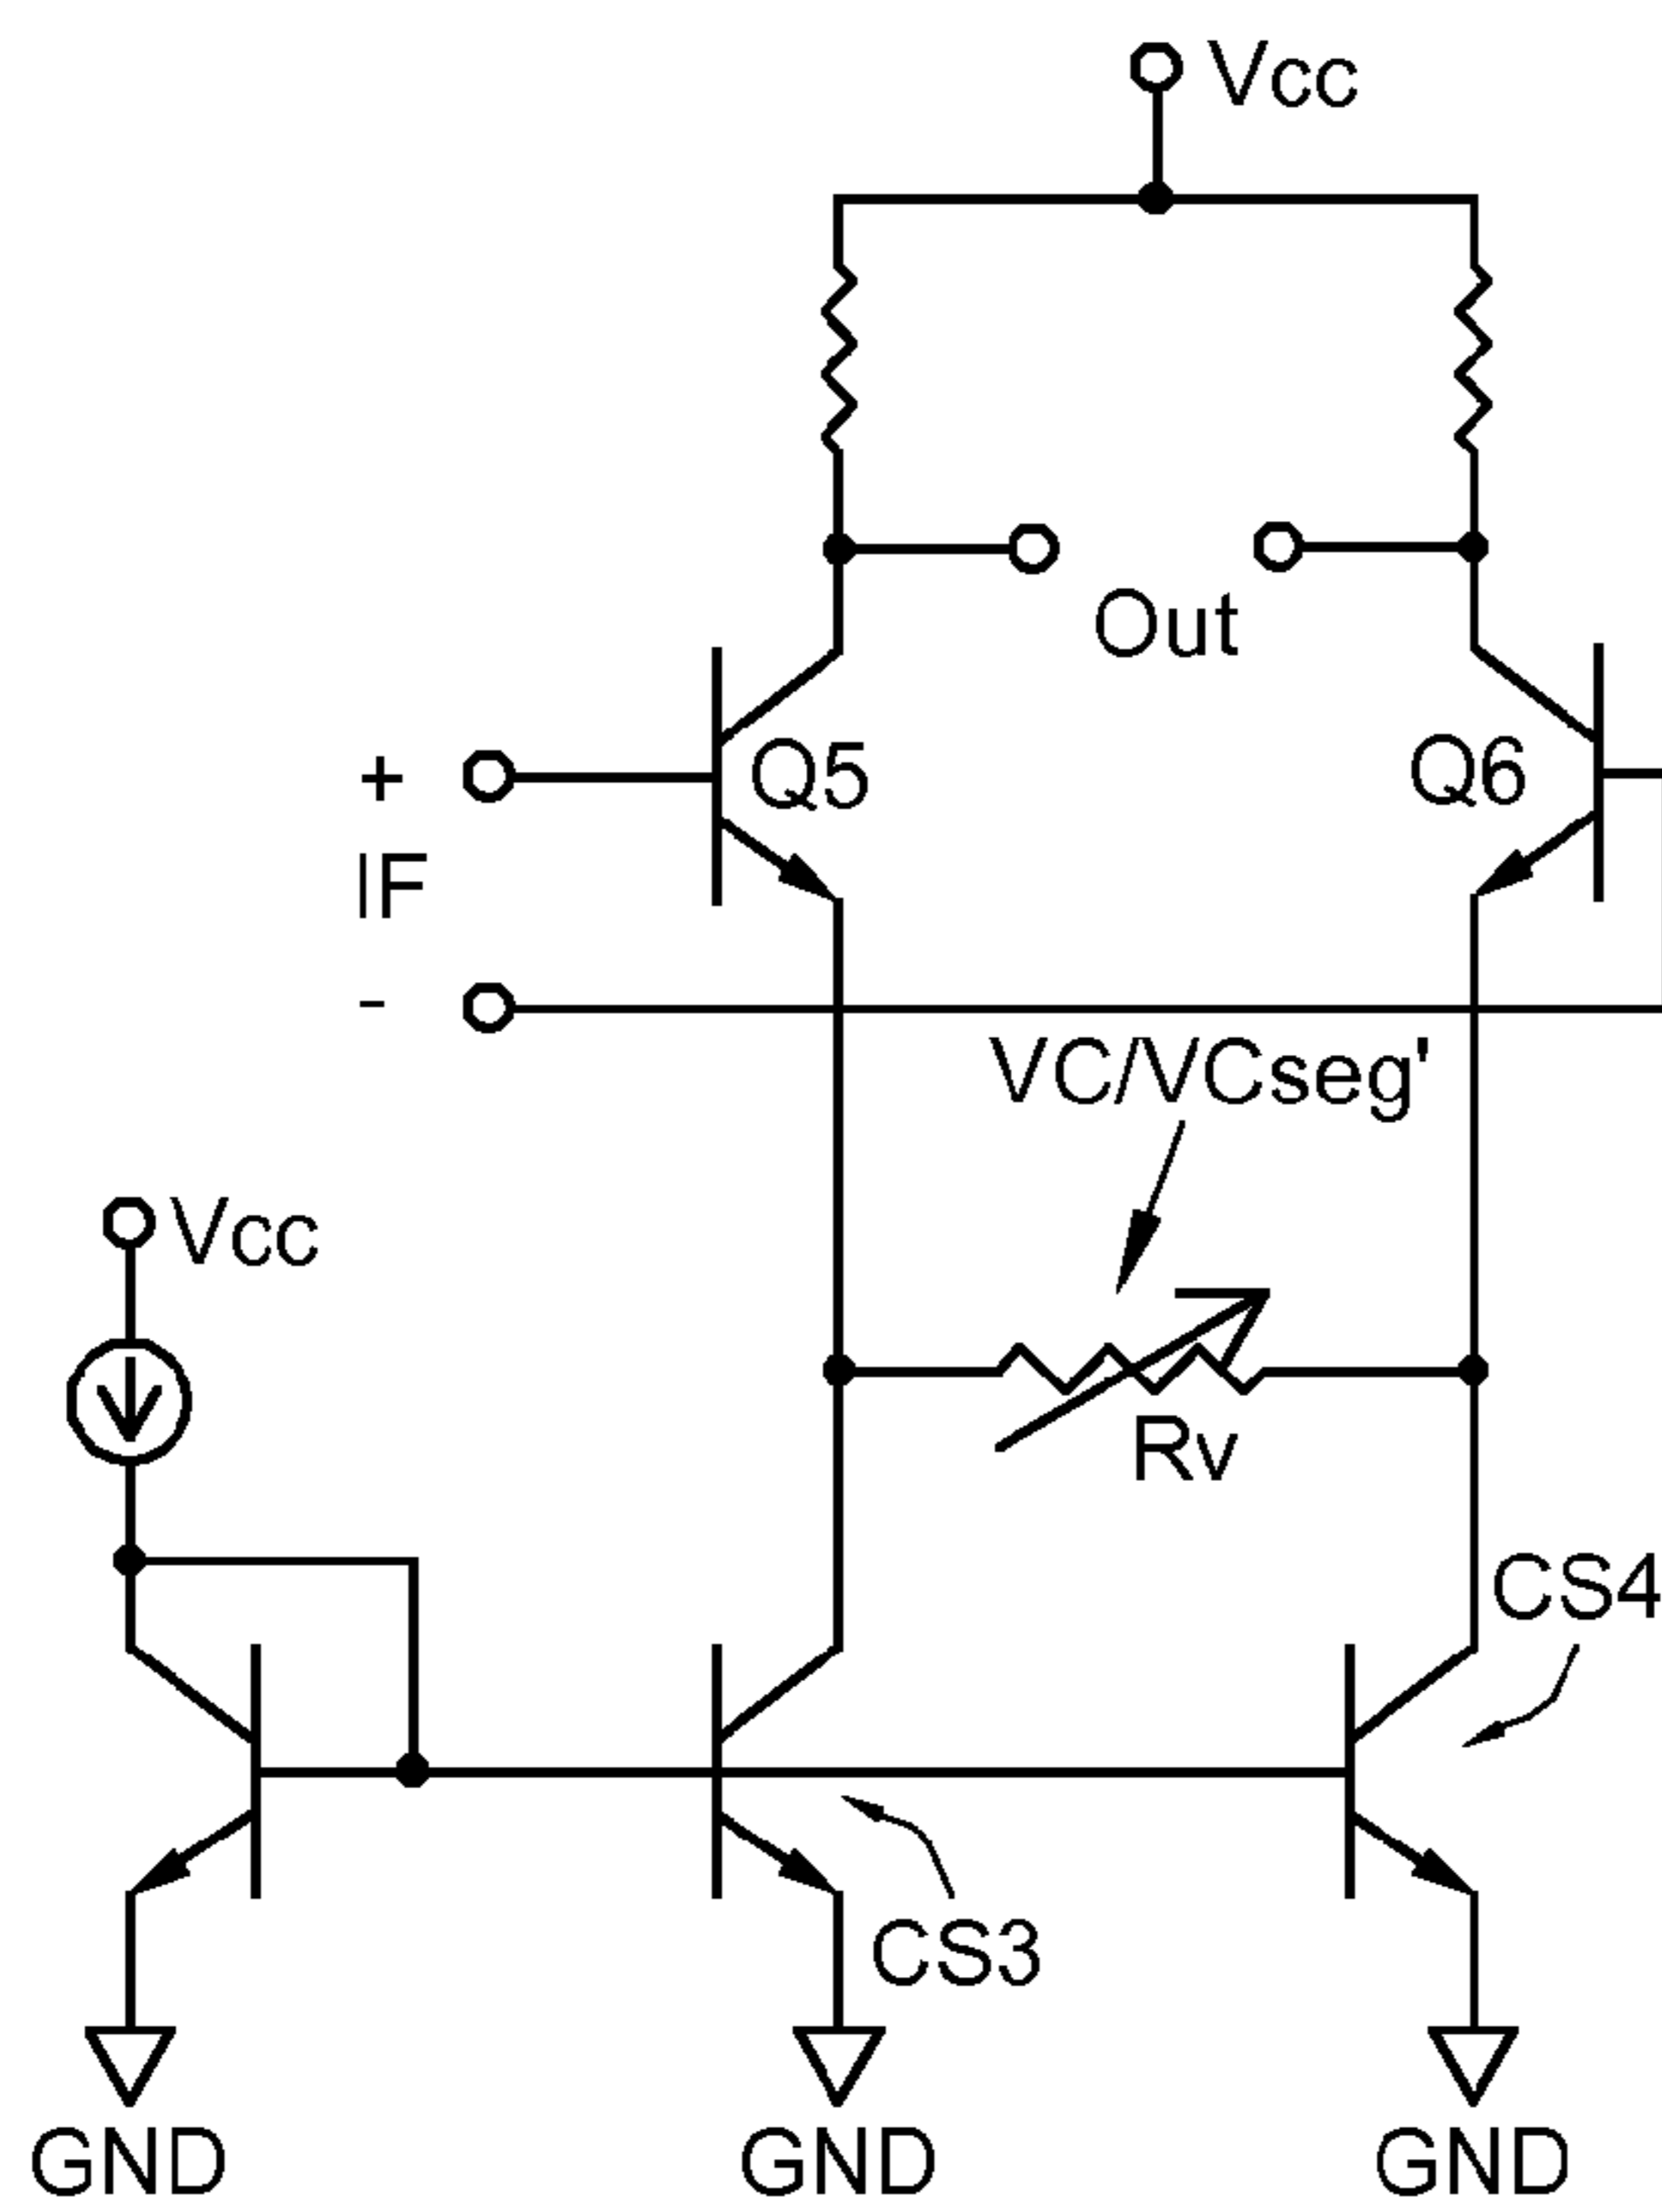 Vcc
Out
Q5
Q6
+
IF
-
VC/VCseg'
Vcc
Rv
CS4
CS3
GND
GND
GND